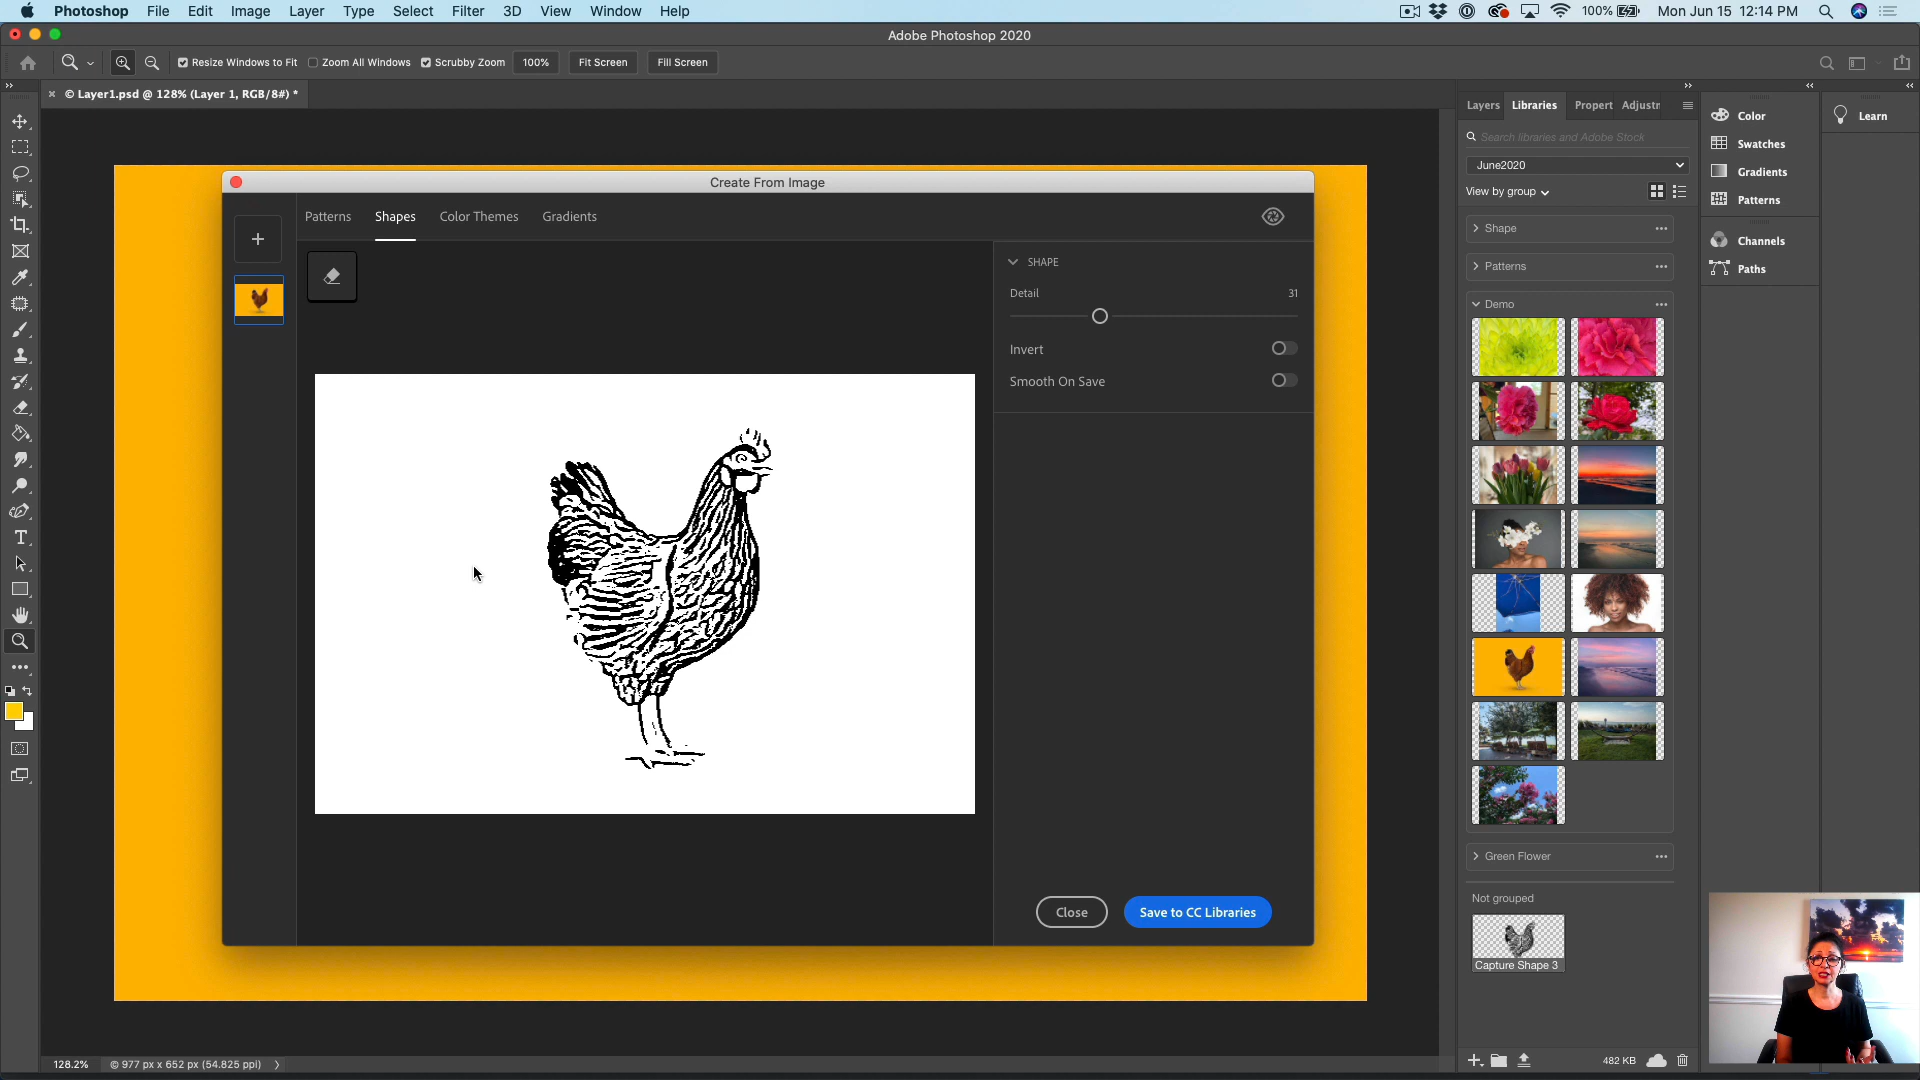 Photoshop File Edit Image Layer Type Select Filter 3D View Window Help 100% Mon Jun 15 12:14 PM
Adobe Photoshop 2020
Resize Windows to Fit Zoom All Windows Scrubby Zoom 100% Fit Screen Fill Screen
© Layer1.psd @ 128% (Layer 1, RGB/8#) *
Layers Libraries Propert Adjustr
Search libraries and Adobe Stock
June2020
View by group
Shape
Patterns
Demo
Green Flower
Not grouped
Capture Shape 3
482 KB
Color
Swatches
Gradients
Patterns
Channels
Paths
Learn
Create From Image
Patterns Shapes Color Themes Gradients
SHAPE
Detail 31
Invert
Smooth On Save
Close Save to CC Libraries
128.2% © 977 px x 652 px (54.825 ppi)